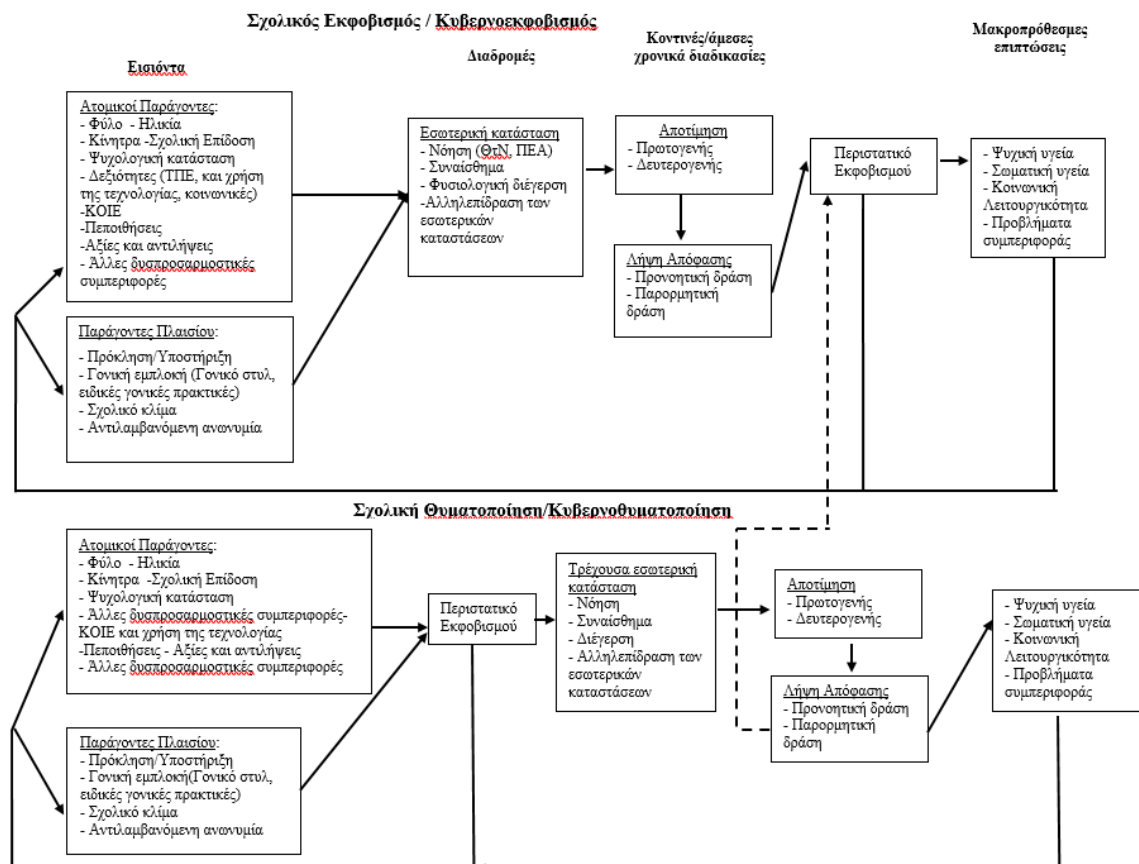 Σχολικός Εκφοβισμός / Κυβερνοεκφοβισμός
Εισιόντα
Διαδρομές
Κοντινές/άμεσες
χρονικά διαδικασίες
Μακροπρόθεσμες
επιπτώσεις
Ατομικοί Παράγοντες:
- Φύλο - Ηλικία
- Κίνητρα -Σχολική Επίδοση
- Ψυχολογική κατάσταση
- Δεξιότητες (ΤΠΕ, και χρήση
της τεχνολογίας, κοινωνικές)
-ΚΟΙΕ
-Πεποιθήσεις
-Αξίες και αντιλήψεις
- Άλλες δυσπροσαρμοστικές
συμπεριφορές
Παράγοντες Πλαισίου:
- Πρόκληση/Υποστήριξη
- Γονική εμπλοκή (Γονικό στυλ,
ειδικές γονικές πρακτικές)
- Σχολικό κλίμα
- Αντιλαμβανόμενη ανωνυμία
Εσωτερική κατάσταση
- Νόηση (ΘτΝ, ΠΕΑ)
- Συναίσθημα
- Φυσιολογική διέγερση
-Αλληλεπίδραση των
εσωτερικών
καταστάσεων
Αποτίμηση
- Πρωτογενής
- Δευτερογενής
Λήψη Απόφασης
- Προνοητική δράση
- Παρορμητική
δράση
Περιστατικό
Εκφοβισμού
- Ψυχική υγεία
- Σωματική υγεία
- Κοινωνική
Λειτουργικότητα
- Προβλήματα
συμπεριφοράς
Σχολική Θυματοποίηση/Κυβερνοθυματοποίηση
Ατομικοί Παράγοντες:
- Φύλο - Ηλικία
- Κίνητρα -Σχολική Επίδοση
- Ψυχολογική κατάσταση
- Άλλες δυσπροσαρμοστικές συμπεριφορές-
ΚΟΙΕ και χρήση της τεχνολογίας
-Πεποιθήσεις - Αξίες και αντιλήψεις
- Άλλες δυσπροσαρμοστικές συμπεριφορές
Παράγοντες Πλαισίου:
- Πρόκληση/Υποστήριξη
- Γονική εμπλοκή(Γονικό στυλ,
ειδικές γονικές πρακτικές)
- Σχολικό κλίμα
- Αντιλαμβανόμενη ανωνυμία
Περιστατικό
Εκφοβισμού
Τρέχουσα εσωτερική
κατάσταση
- Νόηση
- Συναίσθημα
- Διέγερση
- Αλληλεπίδραση των
εσωτερικών
καταστάσεων
Αποτίμηση
- Πρωτογενής
- Δευτερογενής
Λήψη Απόφασης
- Προνοητική δράση
- Παρορμητική
δράση
- Ψυχική υγεία
- Σωματική υγεία
- Κοινωνική
Λειτουργικότητα
- Προβλήματα
συμπεριφοράς